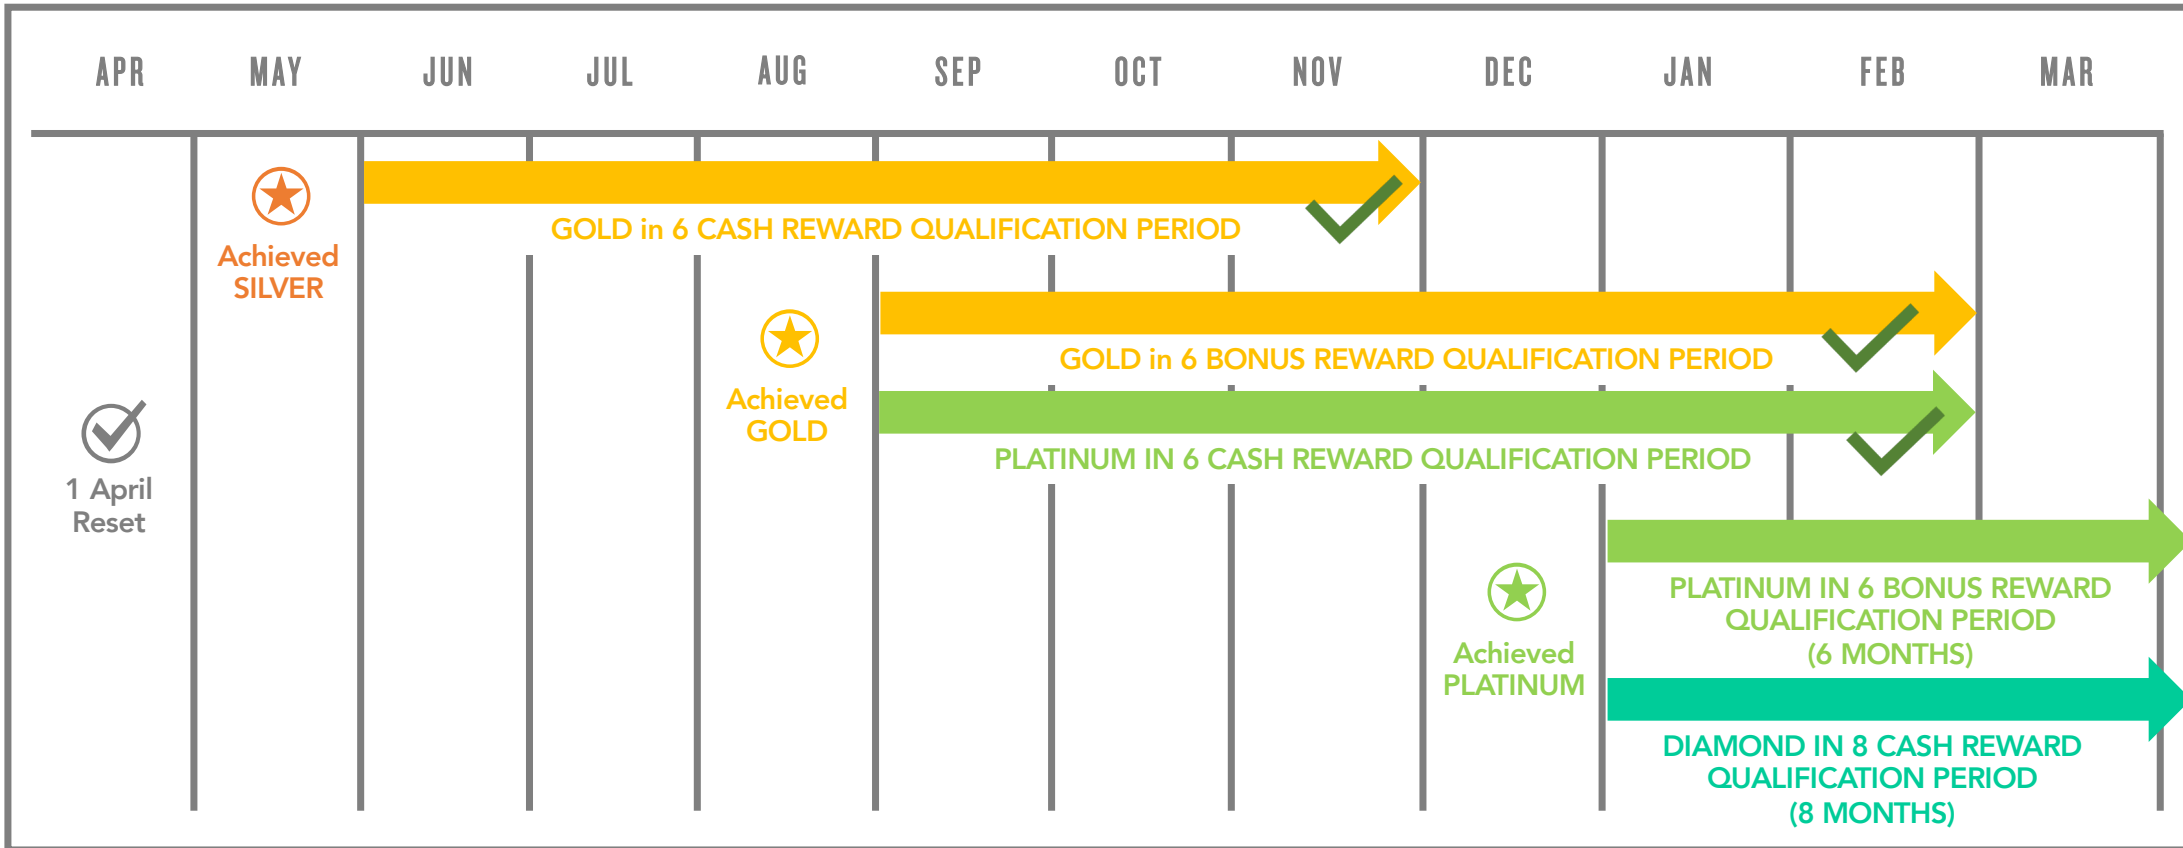 APR MAY JUN JUL AUG SEP OCT NOV DEC JAN FEB MAR
Achieved
SILVER
GOLD in 6 CASH REWARD QUALIFICATION PERIOD
Achieved
GOLD
GOLD in 6 BONUS REWARD QUALIFICATION PERIOD
PLATINUM IN 6 CASH REWARD QUALIFICATION PERIOD
1 April
Reset
Achieved
PLATINUM
PLATINUM IN 6 BONUS REWARD
QUALIFICATION PERIOD
(6 MONTHS)
DIAMOND IN 8 CASH REWARD
QUALIFICATION PERIOD
(8 MONTHS)